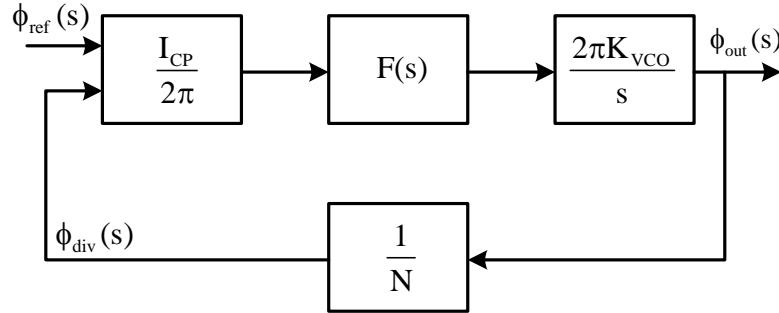 ϕref(s)
ICP
2π
F(s)
2πKVCO
s
ϕout(s)
ϕdiv(s)
1
N